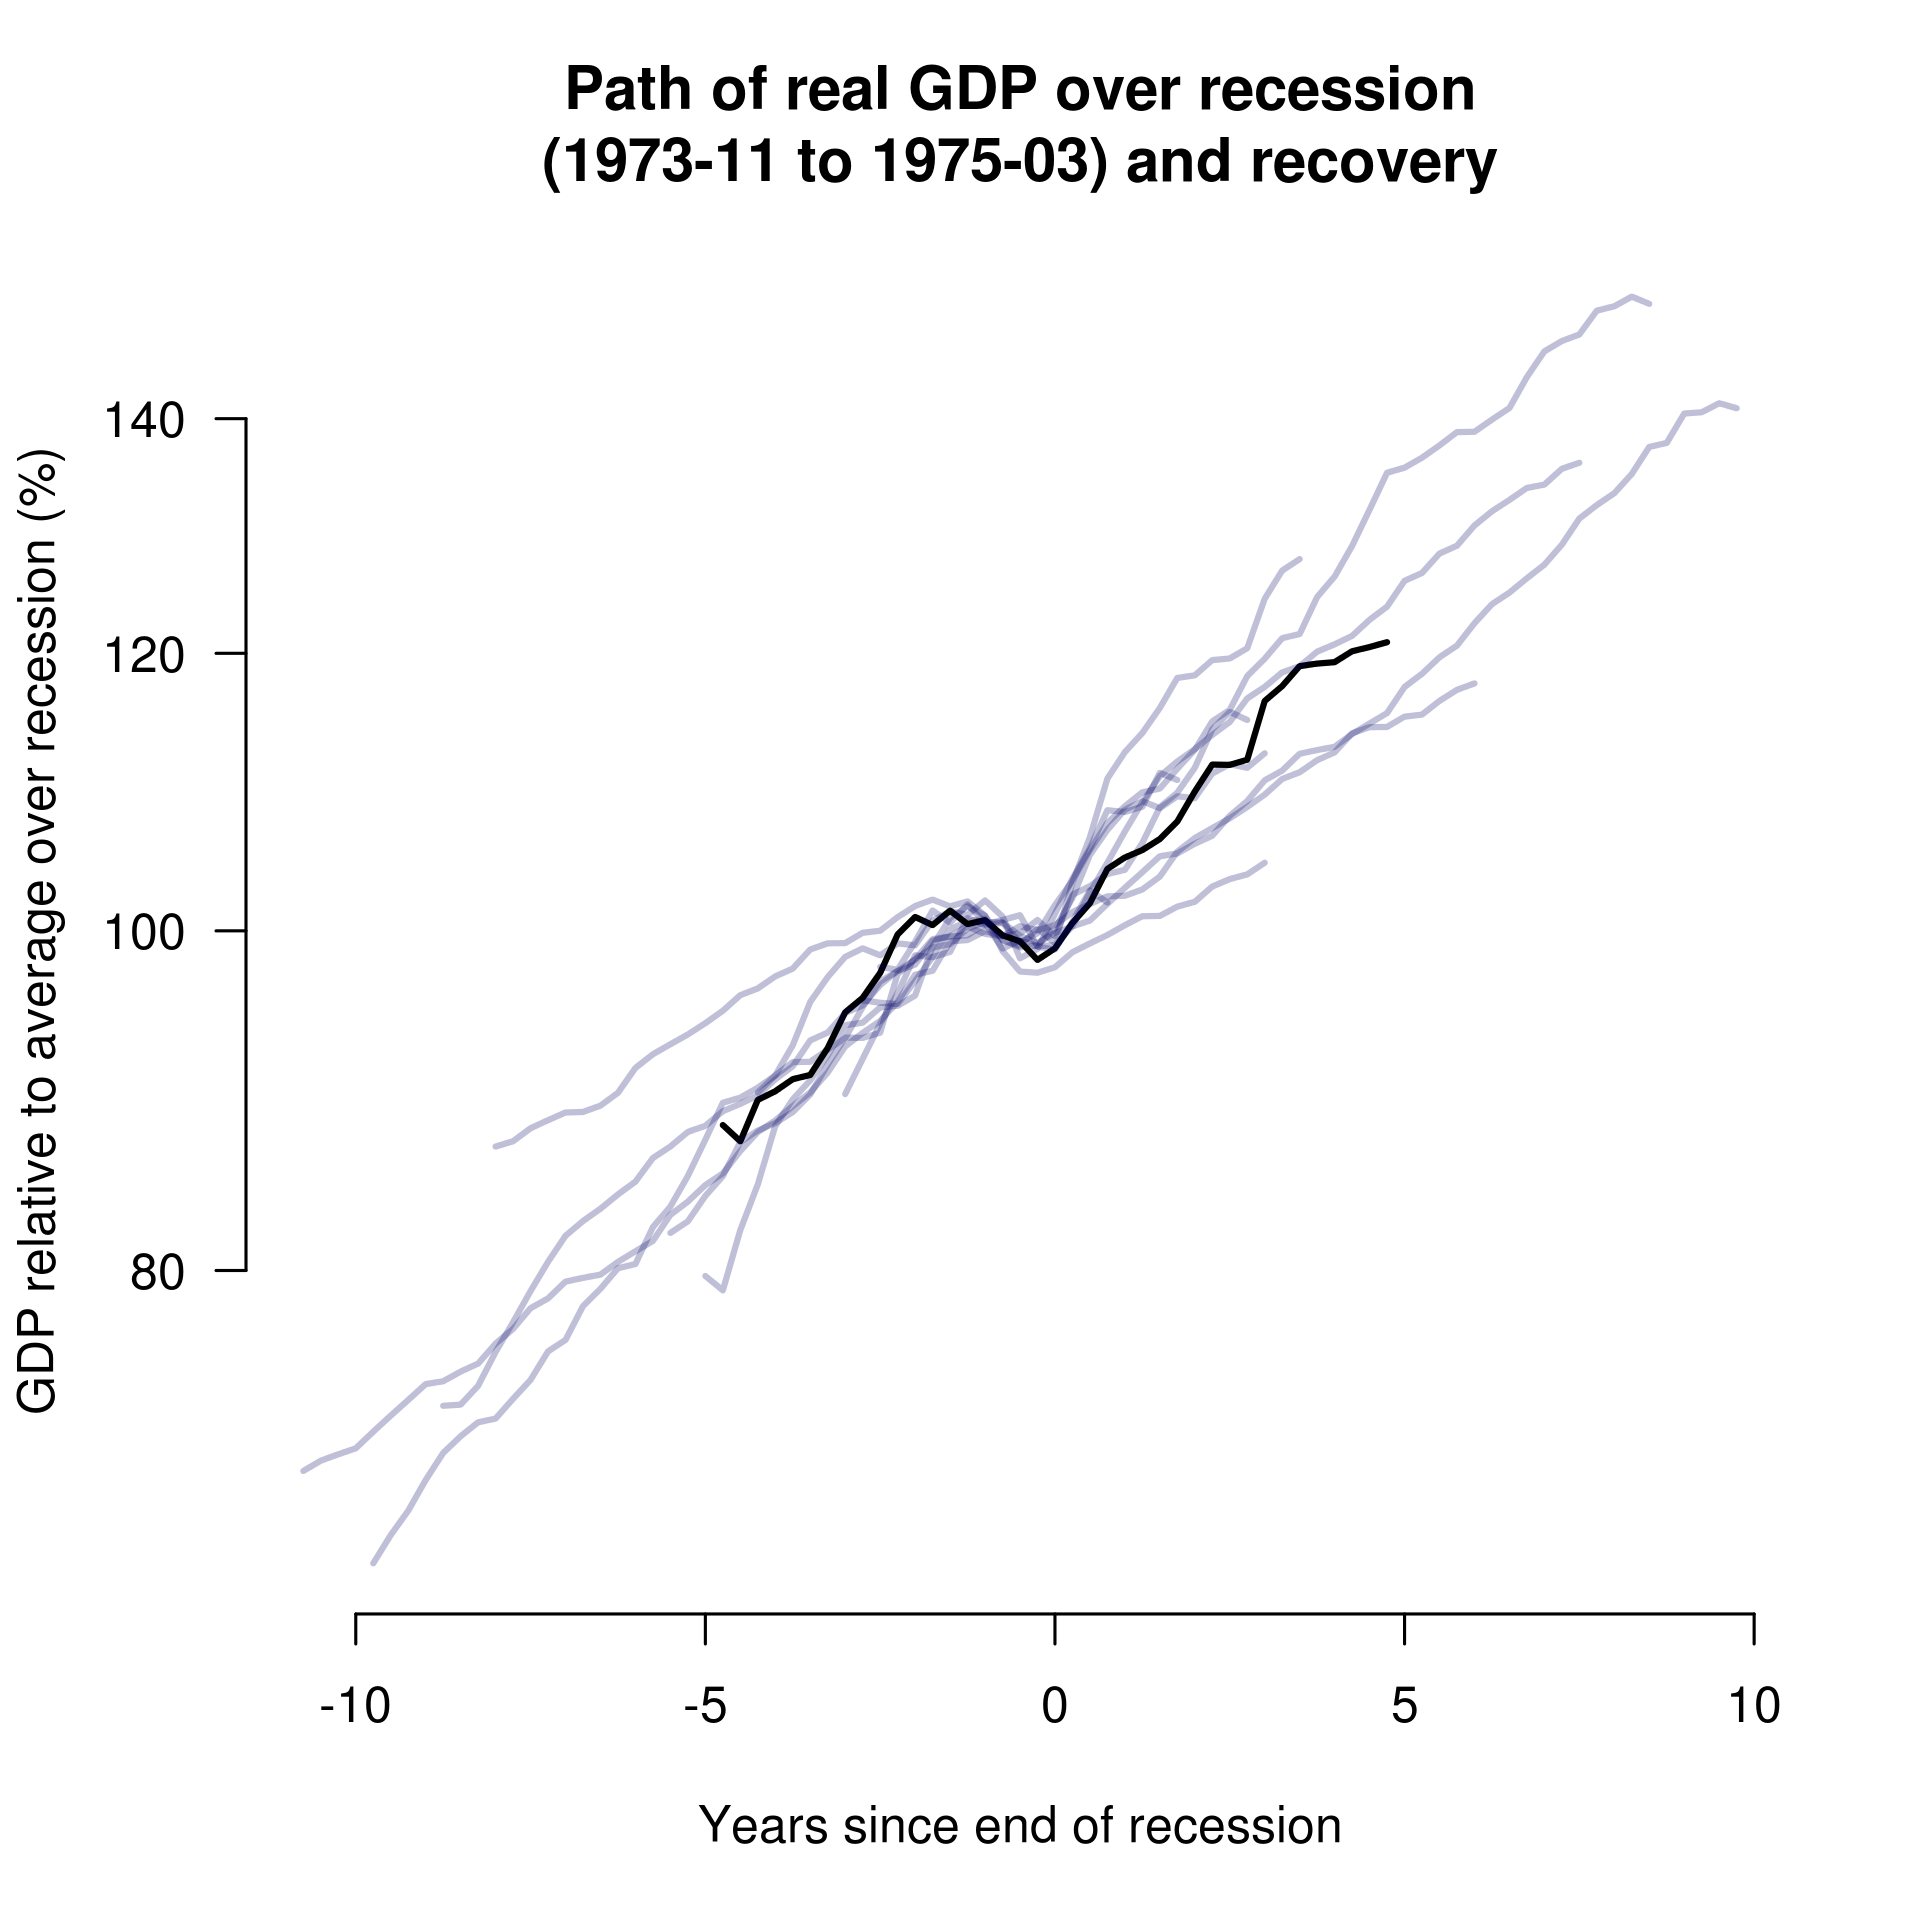 Path of real GDP over recession
(1973-11 to 1975-03) and recovery
GDP relative to average over recession (%)
140
120
100
80
-10
-5
0
5
10
Years since end of recession